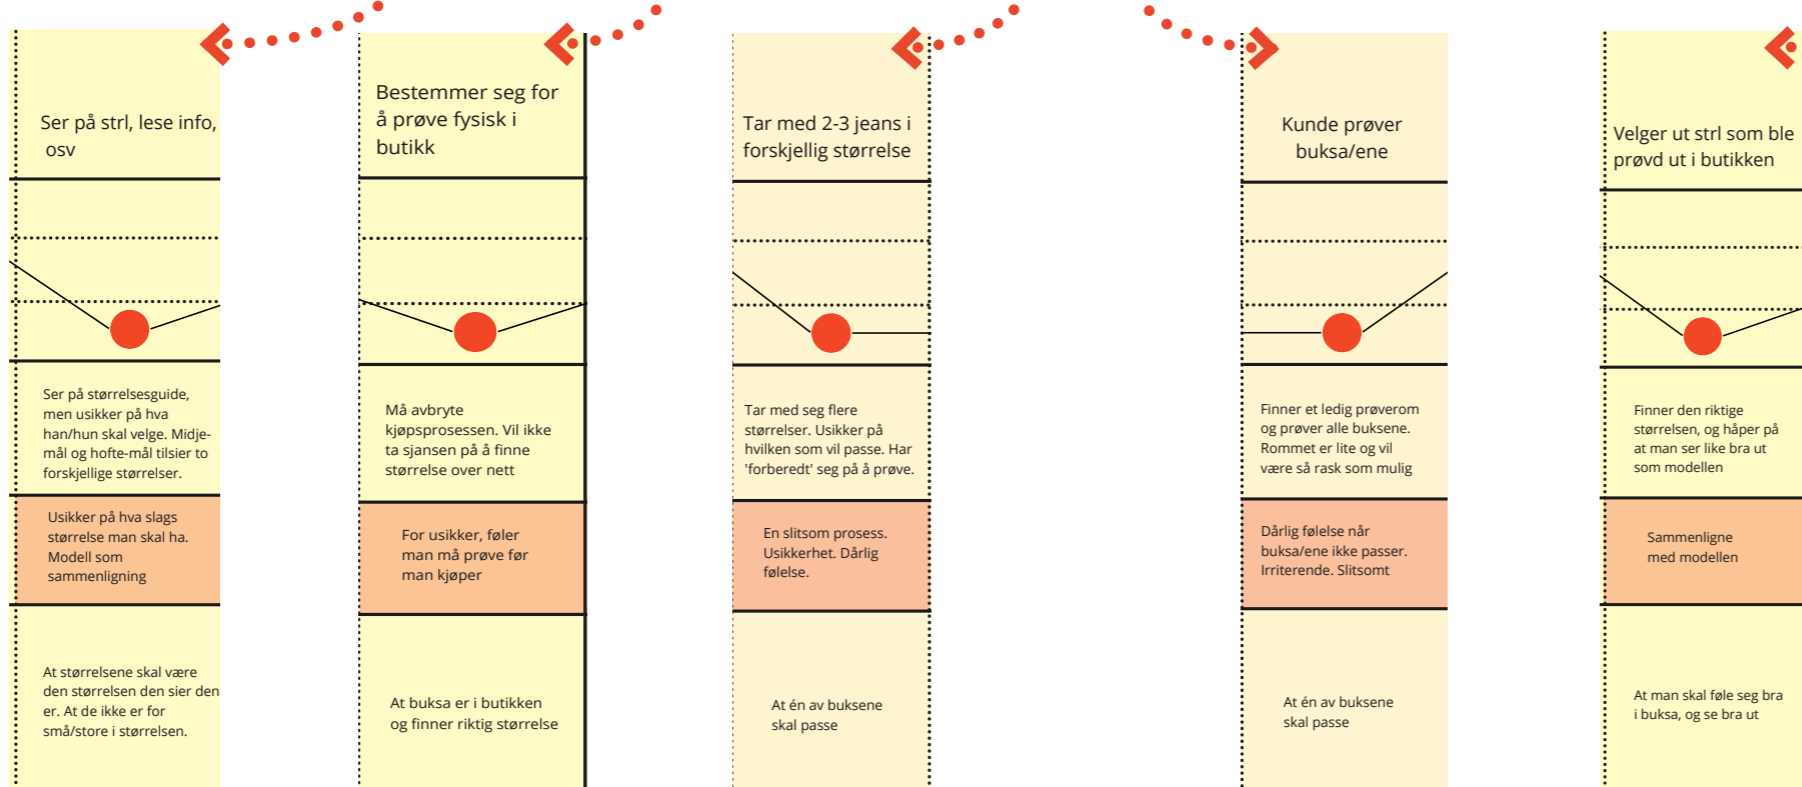 Ser på strl, lese info,
osv
Ser på størrelsesguide,
men usikker på hva
han/hun skal velge. Midje-
mål og hofte-mål tilsier to
forskjellige størrelser.
Usikker på hva slags
størrelse man skal ha.
Modell som
sammenligning
At størrelsene skal være
den størrelsen den sier den
er. At de ikke er for
små/store i størrelsen.
Bestemmer seg for
å prøve fysisk i
butikk
Må avbryte
kjøpsprosessen. Vil ikke
ta sjansen på å finne
størrelse over nett
For usikker, føler
man må prøve før
man kjøper
At buksa er i butikken
og finner riktig størrelse
Tar med 2-3 jeans i
forskjellig størrelse
Tar med seg flere
størrelser. Usikker på
hvilken som vil passe. Har
'forberedt' seg på å prøve.
En slitsom prosess.
Usikkerhet. Dårlig
følelse.
At én av buksene
skal passe
Kunde prøver
buksa/ene
Finner et ledig prøverom
og prøver alle buksene.
Rommet er lite og vil
være så rask som mulig
Dårlig følelse når
buksa/ene ikke passer.
Irriterende. Slitsomt
At én av buksene
skal passe
Velger ut strl som ble
prøvd ut i butikken
Finner den riktige
størrelsen, og håper på
at man ser like bra ut
som modellen
Sammenligne
med modellen
At man skal føle seg bra
i buksa, og se bra ut